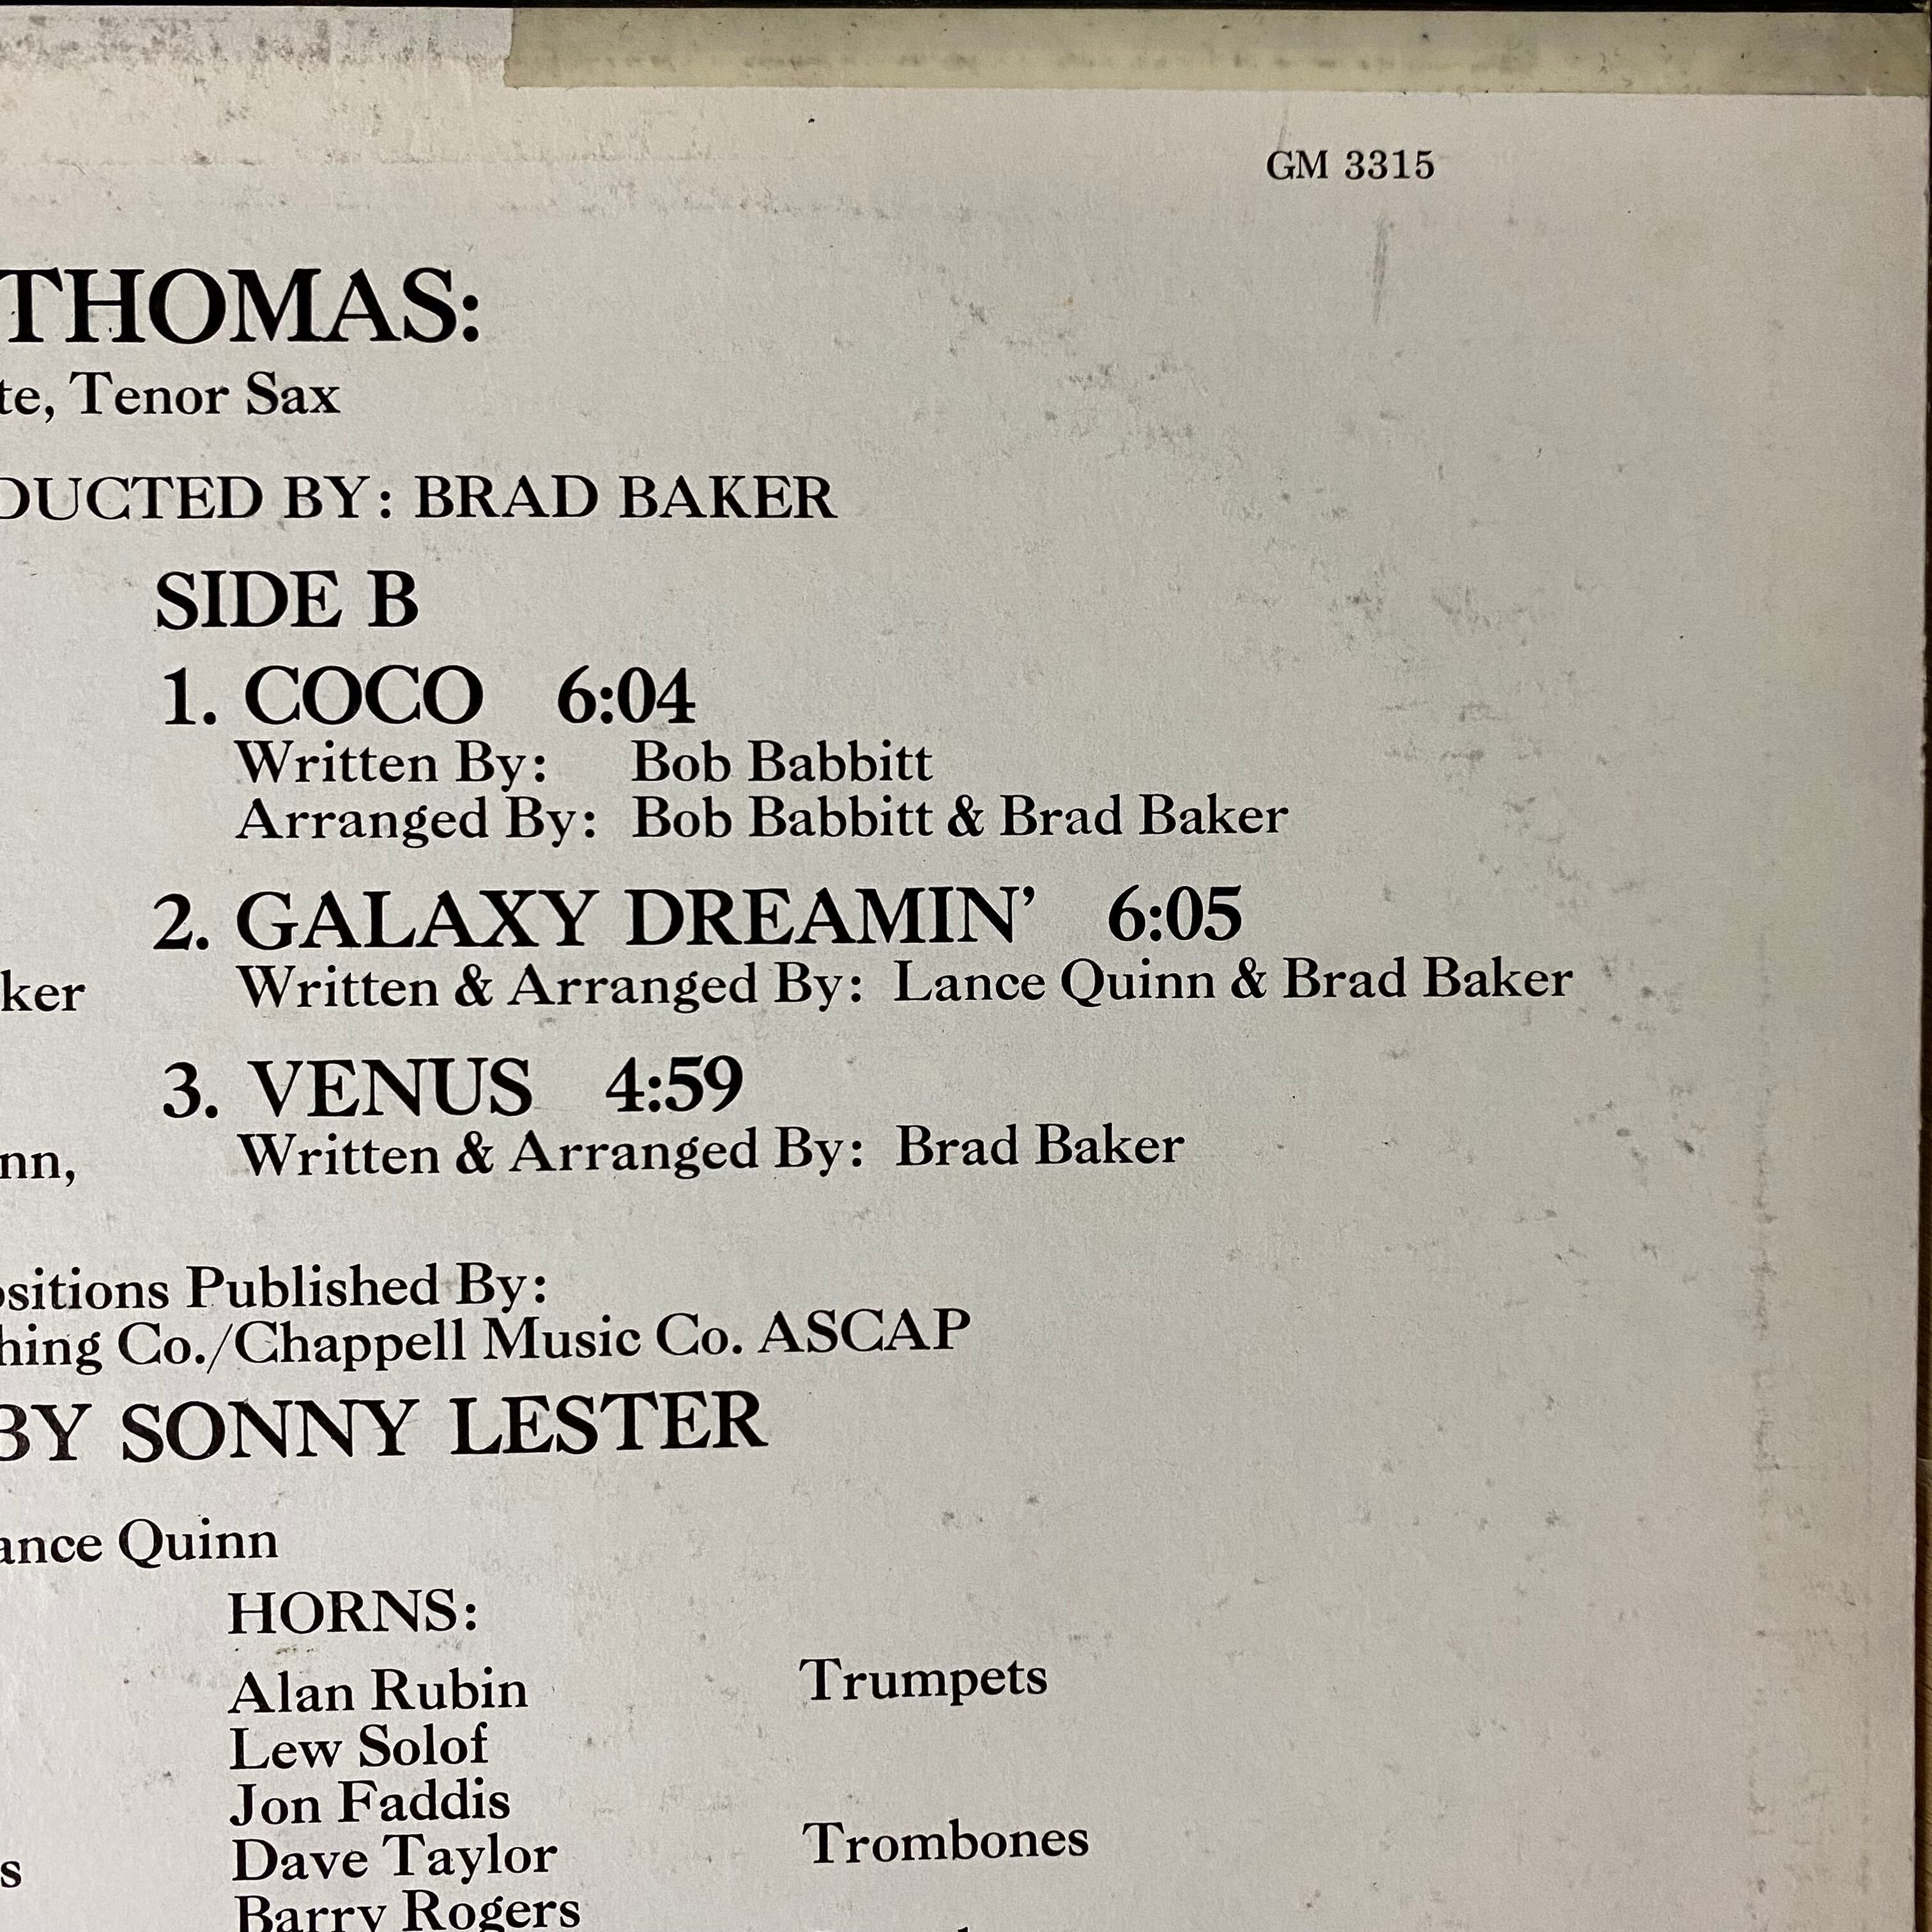 GM 3315
THOMAS:
te, Tenor Sax
DUCTED BY: BRAD BAKER
SIDE B
1. COCO 6:04
Written By: Bob Babbitt
Arranged By: Bob Babbitt & Brad Baker
2. GALAXY DREAMIN' 6:05
ker Written & Arranged By: Lance Quinn & Brad Baker
3. VENUS 4:59
nn, Written & Arranged By: Brad Baker
ositions Published By:
hing Co./Chappell Music Co. ASCAP
BY SONNY LESTER
ance Quinn
HORNS:
Alan Rubin Trumpets
Lew Solof
Jon Faddis
s Dave Taylor Trombones
Barry Rogers